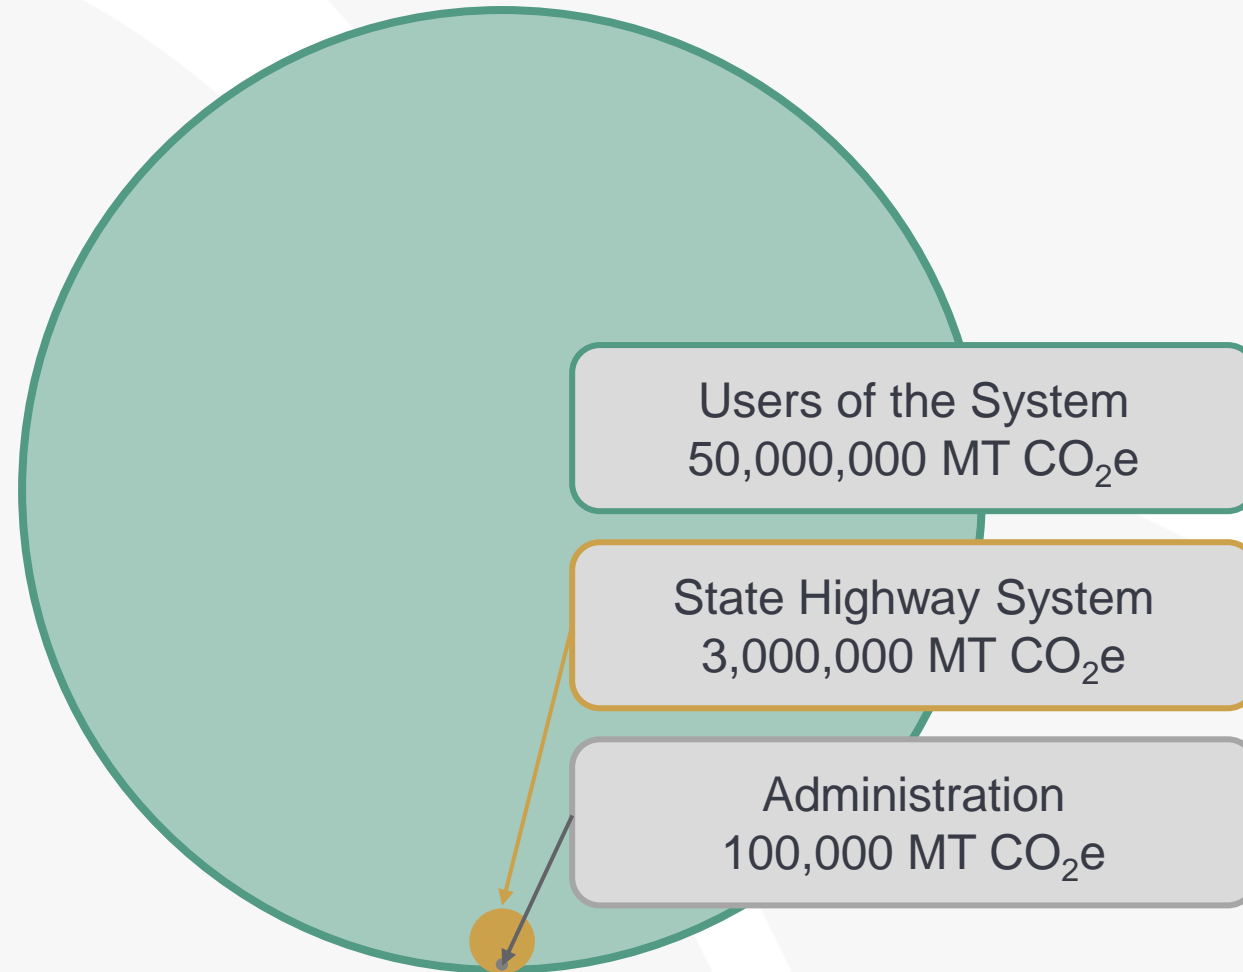 Users of the System
50,000,000 MT CO₂e
State Highway System
3,000,000 MT CO₂e
Administration
100,000 MT CO₂e